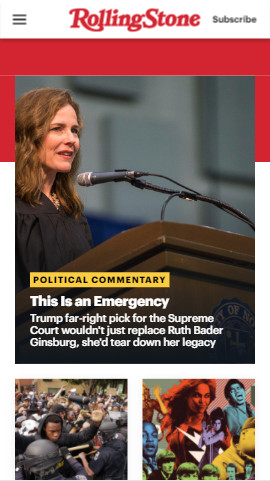 RollingStone
Subscribe
POLITICAL COMMENTARY
This Is an Emergency
Trump far-right pick for the Supreme
Court wouldn't just replace Ruth Bader
Ginsburg, she'd tear down her legacy